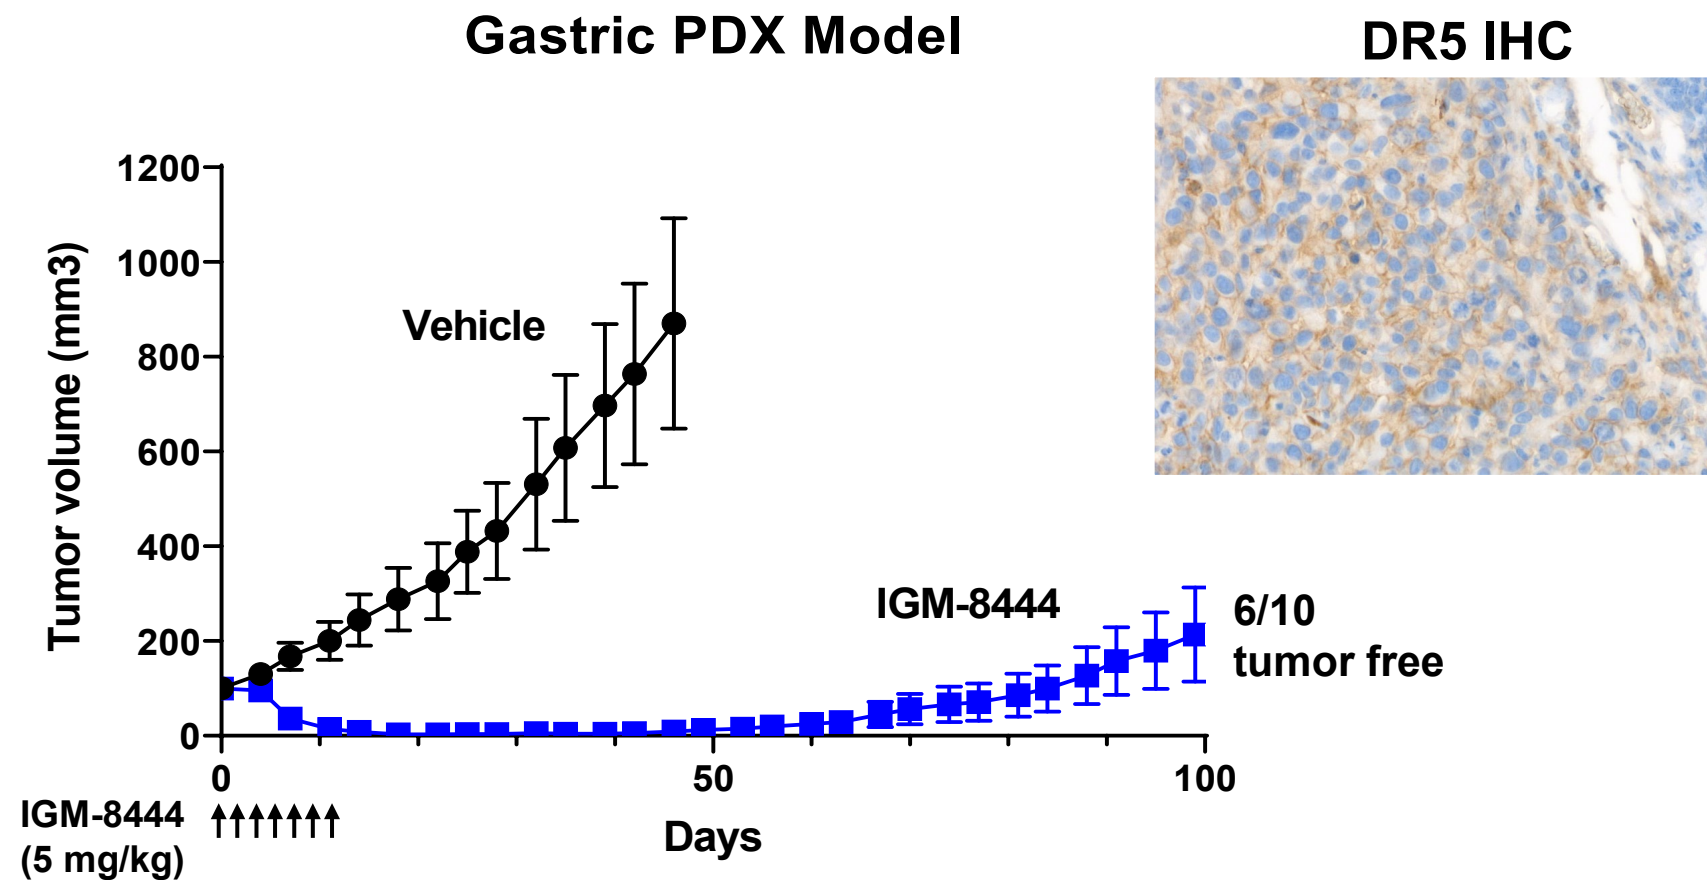 Gastric PDX Model
DR5 IHC
Tumor volume (mm3)
1200
1000
800
600
400
200
0
Vehicle
IGM-8444
6/10
tumor free
0
50
100
Days
IGM-8444
(5 mg/kg)